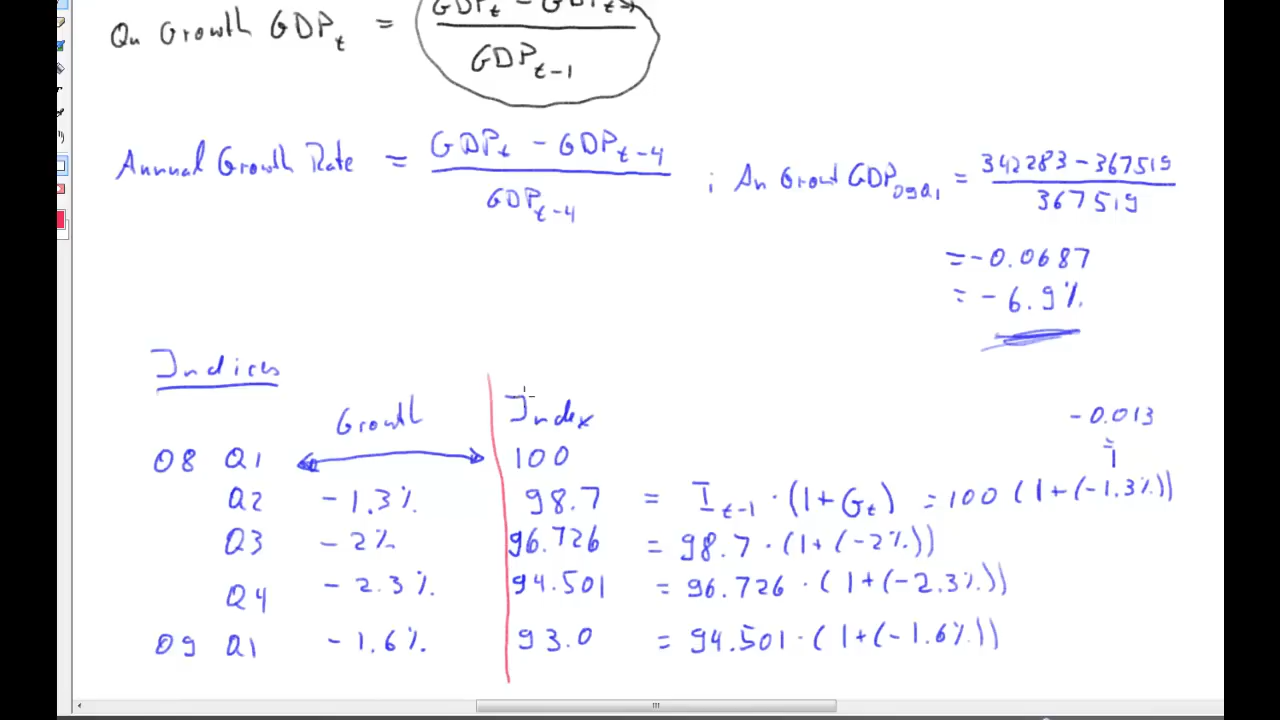 Qu Growth GDP_t = (GDP_t - GDP_t-1) / GDP_t-1
Annual Growth Rate = (GDP_t - GDP_t-4) / GDP_t-4 ; An Growt GDP_09Q1 = (342283 - 367519) / 367519
= -0.0687
= -6.9%
Indices
Growth Index -0.013
=
08 Q1 100
Q2 -1.3% 98.7 = I_t-1 · (1+G_t) = 100 (1+(-1.3%))
Q3 -2% 96.726 = 98.7 · (1+(-2%))
Q4 -2.3% 94.501 = 96.726 · (1+(-2.3%))
09 Q1 -1.6% 93.0 = 94.501 · (1+(-1.6%))